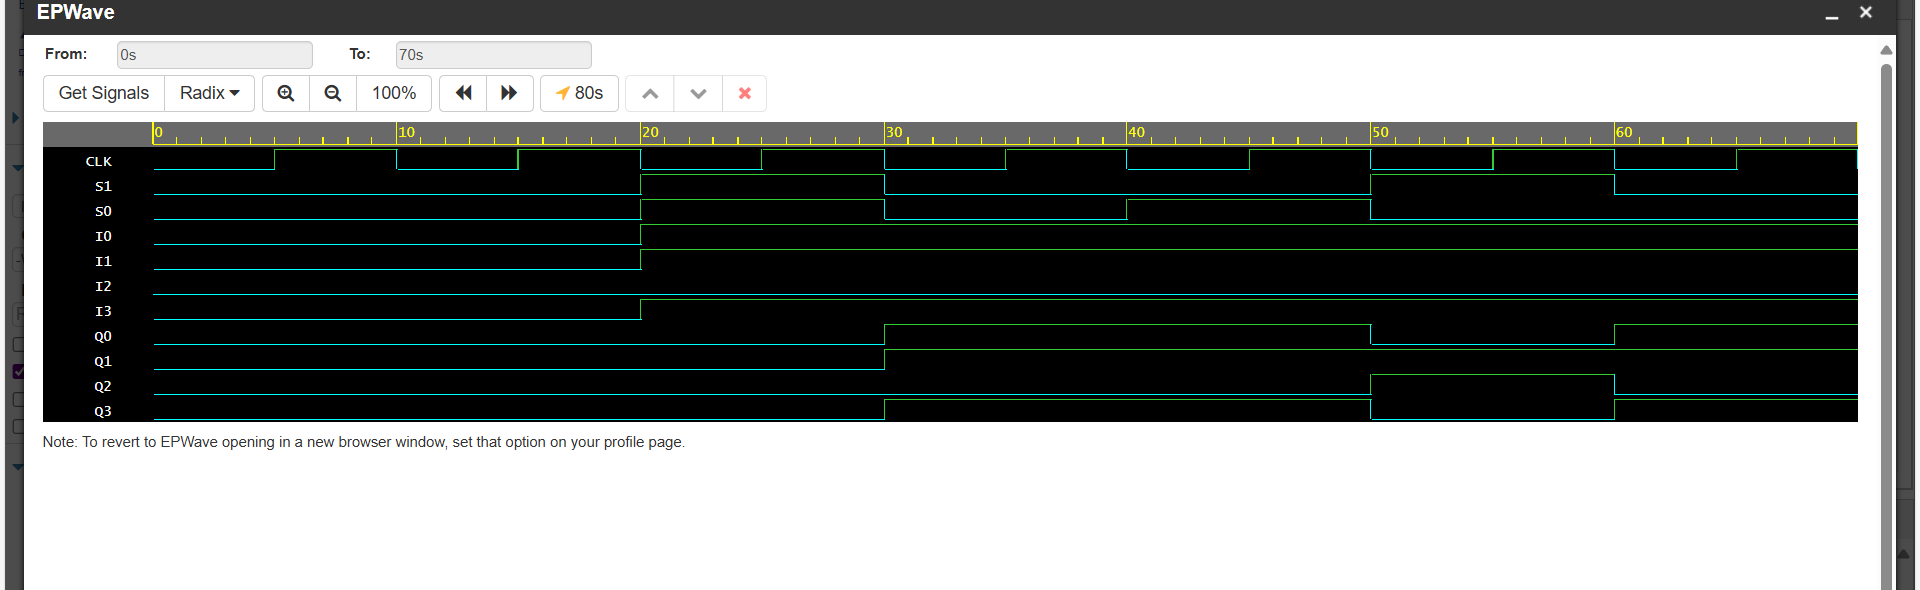 EPWave
From: 0s To: 70s
Get Signals Radix 100% 80s
0 10 20 30 40 50 60
CLK
S1
S0
I0
I1
I2
I3
Q0
Q1
Q2
Q3
Note: To revert to EPWave opening in a new browser window, set that option on your profile page.